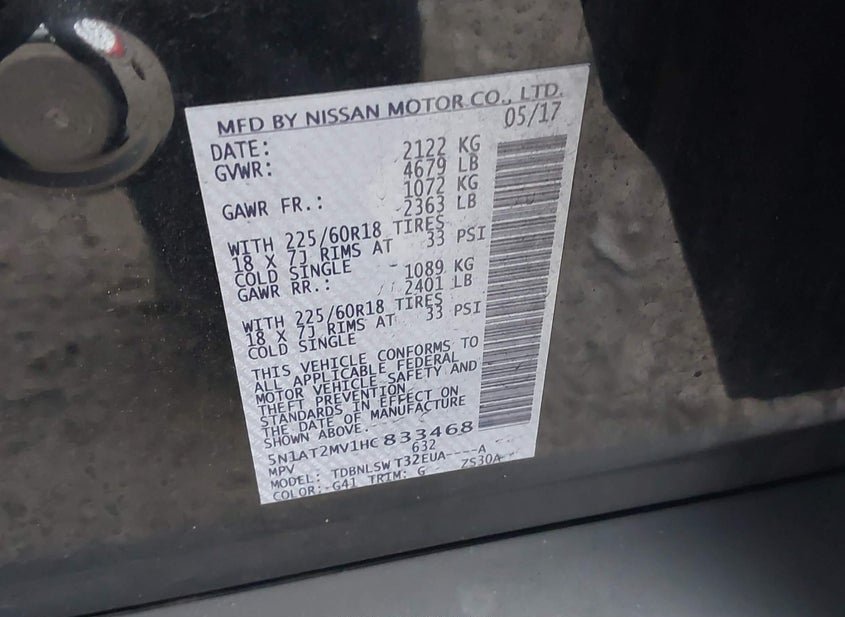 MFD BY NISSAN MOTOR CO., LTD.
DATE: 05/17
GVWR: 2122 KG
4679 LB
GAWR FR.: 1072 KG
2363 LB
WITH 225/60R18 TIRES
18 X 7J RIMS AT 33 PSI
COLD SINGLE
GAWR RR.: 1089 KG
2401 LB
WITH 225/60R18 TIRES
18 X 7J RIMS AT 33 PSI
COLD SINGLE
THIS VEHICLE CONFORMS TO
ALL APPLICABLE FEDERAL
MOTOR VEHICLE SAFETY AND
THEFT PREVENTION
STANDARDS IN EFFECT ON
THE DATE OF MANUFACTURE
SHOWN ABOVE.
5N1AT2MV1HC833468
MPV 632
MODEL: TDBNLSW T32EUA----A
COLOR: G41 TRIM: G ZS30A